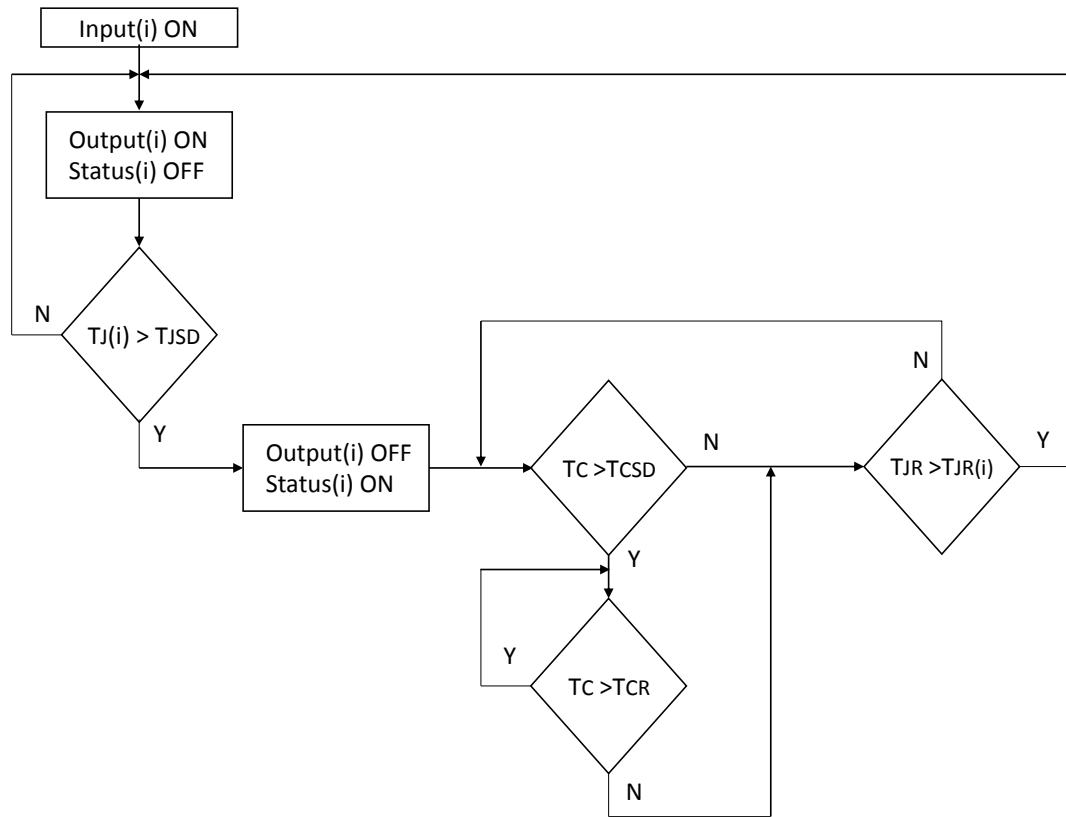 Input(i) ON
Output(i) ON
Status(i) OFF
N
TJ(i) > TJSD
Y
Output(i) OFF
Status(i) ON
TC >TCSD
N
Y
N
TJR >TJR(i)
Y
Y
TC >TCR
N